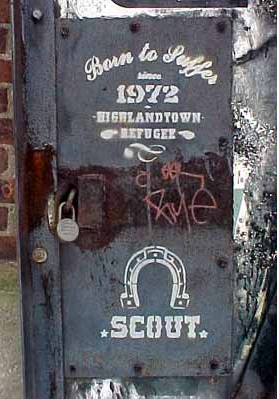 Born to Suffer
since
1972
HIGHLANDTOWN
REFUGEE
SCOUT